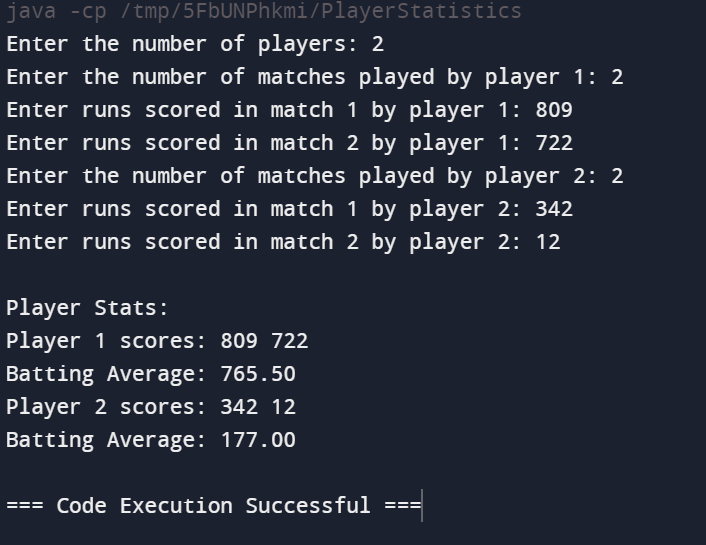 java -cp /tmp/5FbUNPhkmi/PlayerStatistics
Enter the number of players: 2
Enter the number of matches played by player 1: 2
Enter runs scored in match 1 by player 1: 809
Enter runs scored in match 2 by player 1: 722
Enter the number of matches played by player 2: 2
Enter runs scored in match 1 by player 2: 342
Enter runs scored in match 2 by player 2: 12
Player Stats:
Player 1 scores: 809 722
Batting Average: 765.50
Player 2 scores: 342 12
Batting Average: 177.00
=== Code Execution Successful ===